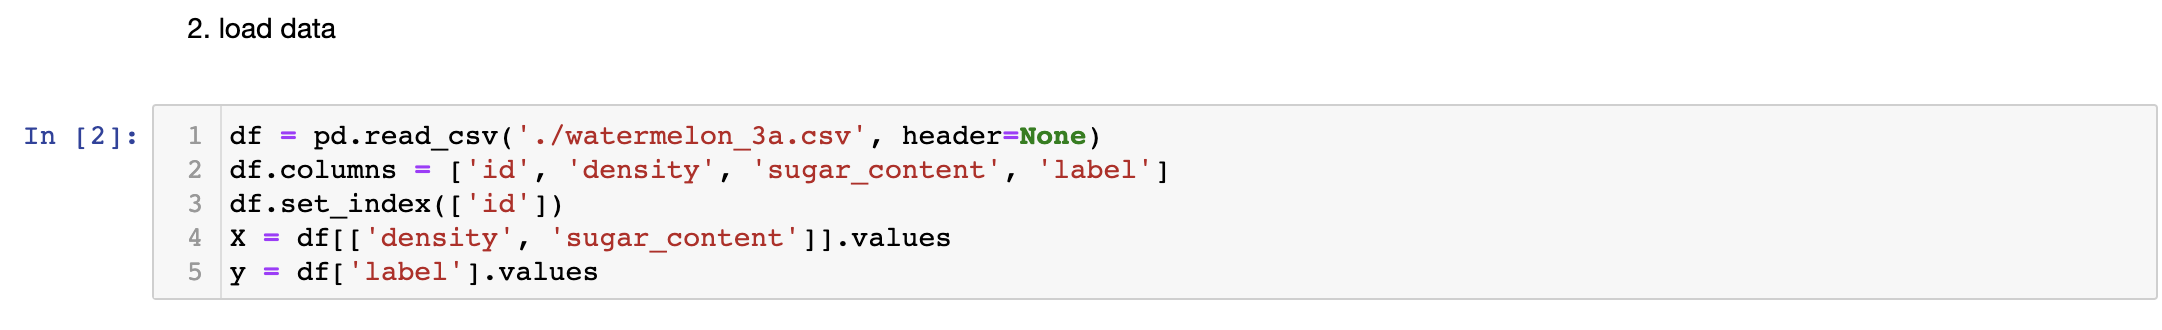 2. load data
In [2]:
1 df = pd.read_csv('./watermelon_3a.csv', header=None)
2 df.columns = ['id', 'density', 'sugar_content', 'label']
3 df.set_index(['id'])
4 X = df[['density', 'sugar_content']].values
5 y = df['label'].values